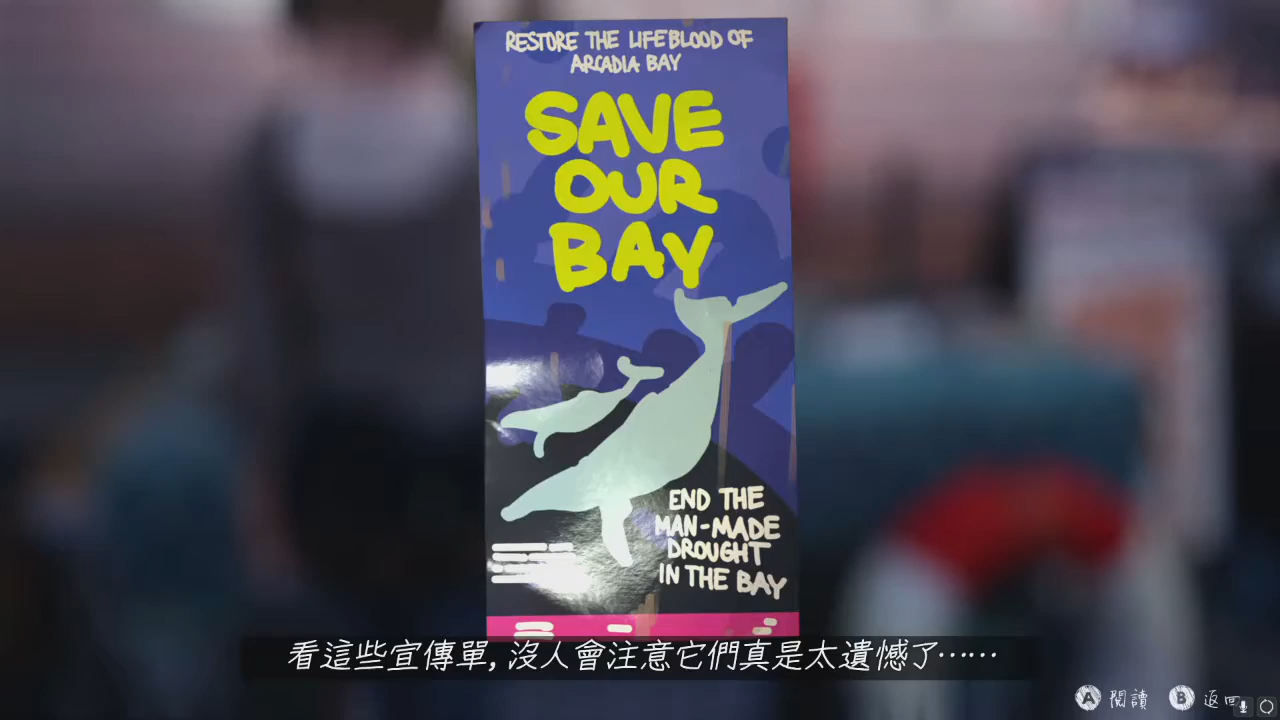 RESTORE THE LIFEBLOOD OF
ARCADIA BAY
SAVE
OUR
BAY
END THE
MAN-MADE
DROUGHT
IN THE BAY
看這些宣傳單, 沒人會注意它們真是太遺憾了……
A 閱讀 B 返回